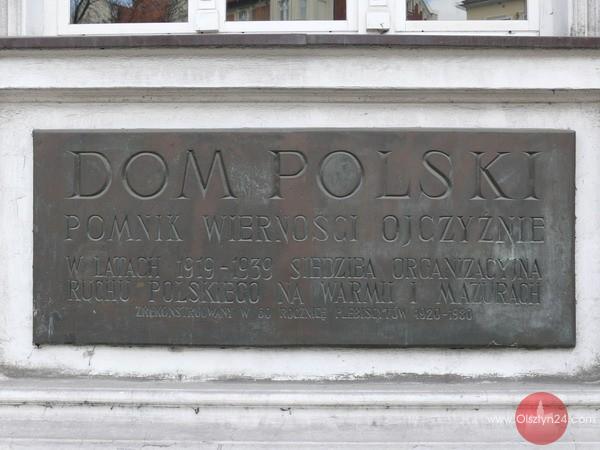 DOM POLSKI
POMNIK WIERNOŚCI OJCZYŹNIE
W LATACH 1919-1939 SIEDZIBA ORGANIZACYJNA
RUCHU POLSKIEGO NA WARMII I MAZURACH
ZREKONSTRUOWANY W 60 ROCZNICĘ PLEBISCYTÓW 1920-1980
www.Olsztyn24.com